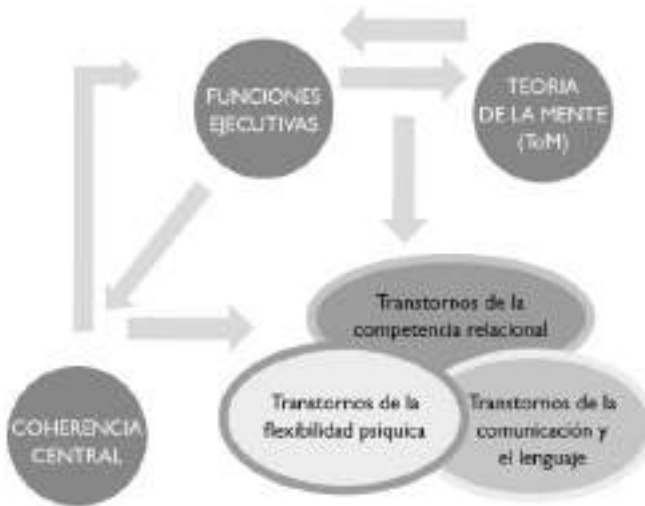 FUNCIONES
EJECUTIVAS
TEORIA
DE LA MENTE
(ToM)
Transtornos de la
competencia relacional
Transtornos de la
flexibilidad psiquica
Transtornos de la
comunicación y
el lenguaje
COHERENCIA
CENTRAL